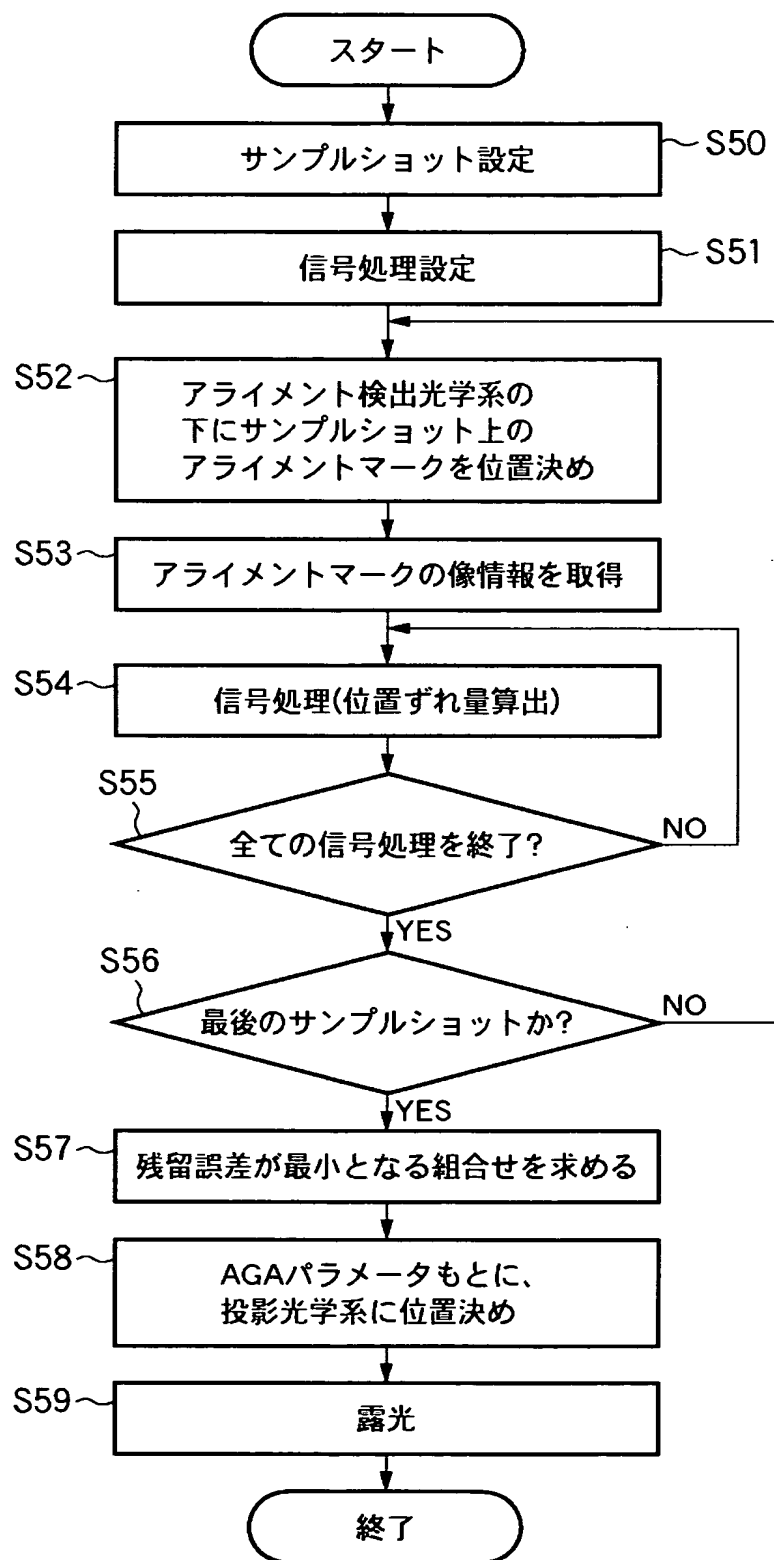 スタート
サンプルショット設定
S50
信号処理設定
S51
S52
アライメント検出光学系の
下にサンプルショット上の
アライメントマークを位置決め
S53
アライメントマークの像情報を取得
S54
信号処理(位置ずれ量算出)
S55
全ての信号処理を終了?
NO
YES
S56
最後のサンプルショットか?
NO
YES
S57
残留誤差が最小となる組合せを求める
S58
AGAパラメータもとに、
投影光学系に位置決め
S59
露光
終了